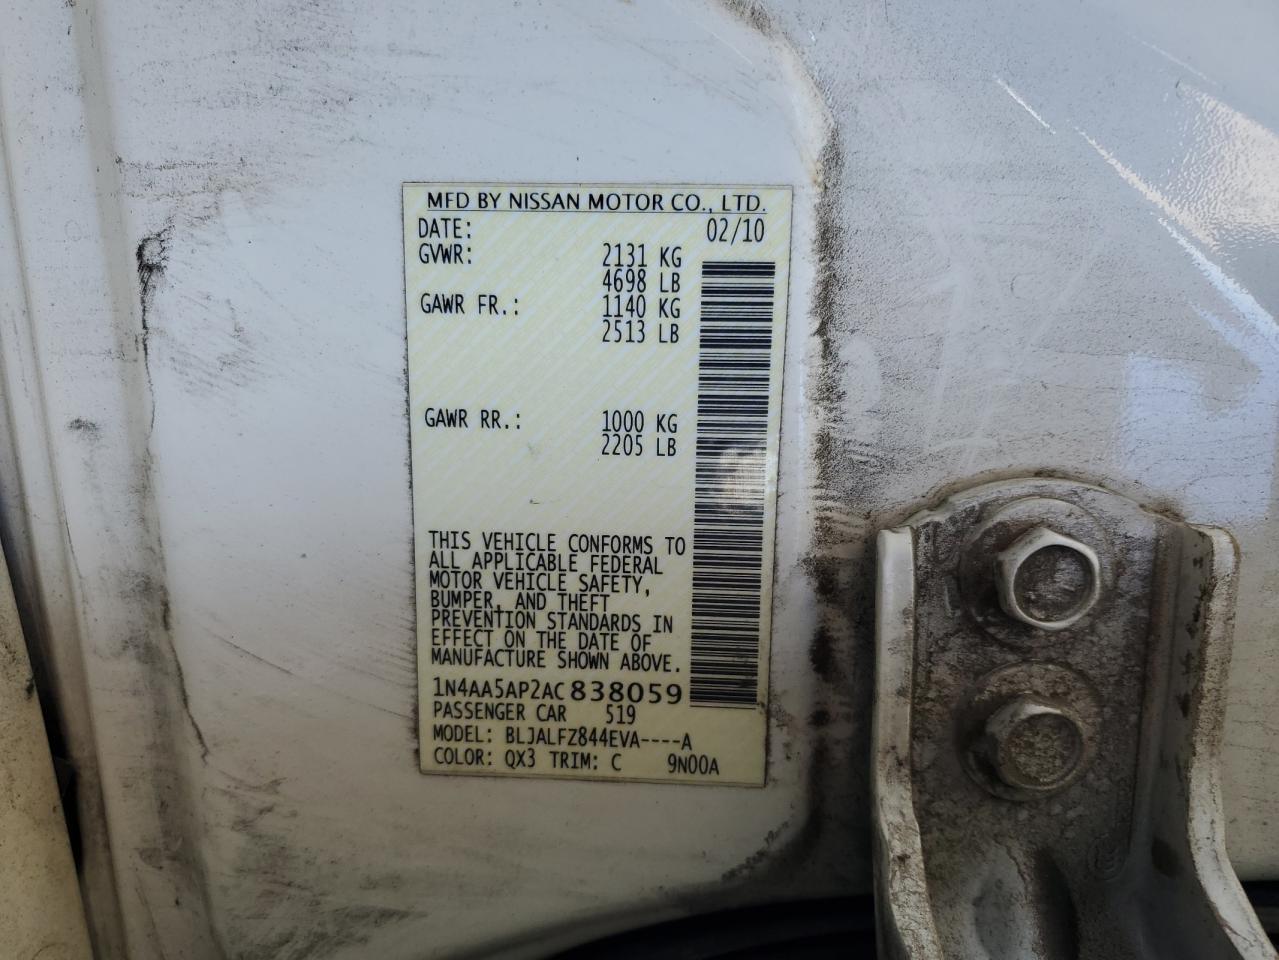 MFD BY NISSAN MOTOR CO., LTD.
DATE: 02/10
GVWR: 2131 KG
4698 LB
GAWR FR.: 1140 KG
2513 LB
GAWR RR.: 1000 KG
2205 LB
THIS VEHICLE CONFORMS TO
ALL APPLICABLE FEDERAL
MOTOR VEHICLE SAFETY,
BUMPER, AND THEFT
PREVENTION STANDARDS IN
EFFECT ON THE DATE OF
MANUFACTURE SHOWN ABOVE.
1N4AA5AP2AC838059
PASSENGER CAR 519
MODEL: BLJALFZ844EVA----A
COLOR: QX3 TRIM: C 9N00A